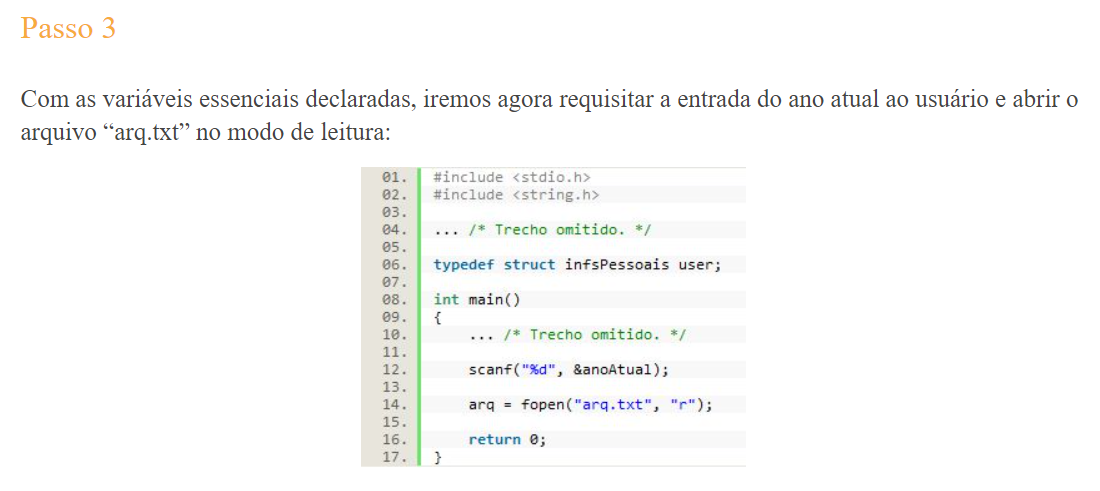 Passo 3
Com as variáveis essenciais declaradas, iremos agora requisitar a entrada do ano atual ao usuário e abrir o
arquivo “arq.txt” no modo de leitura:
01. #include <stdio.h>
02. #include <string.h>
03.
04. ... /* Trecho omitido. */
05.
06. typedef struct infsPessoais user;
07.
08. int main()
09. {
10.     ... /* Trecho omitido. */
11.
12.     scanf("%d", &anoAtual);
13.
14.     arq = fopen("arq.txt", "r");
15.
16.     return 0;
17. }